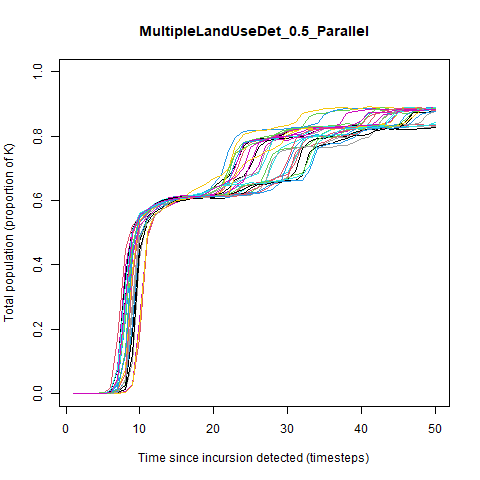 MultipleLandUseDet_0.5_Parallel
Total population (proportion of K)
1.0
0.8
0.6
0.4
0.2
0.0
0 10 20 30 40 50
Time since incursion detected (timesteps)